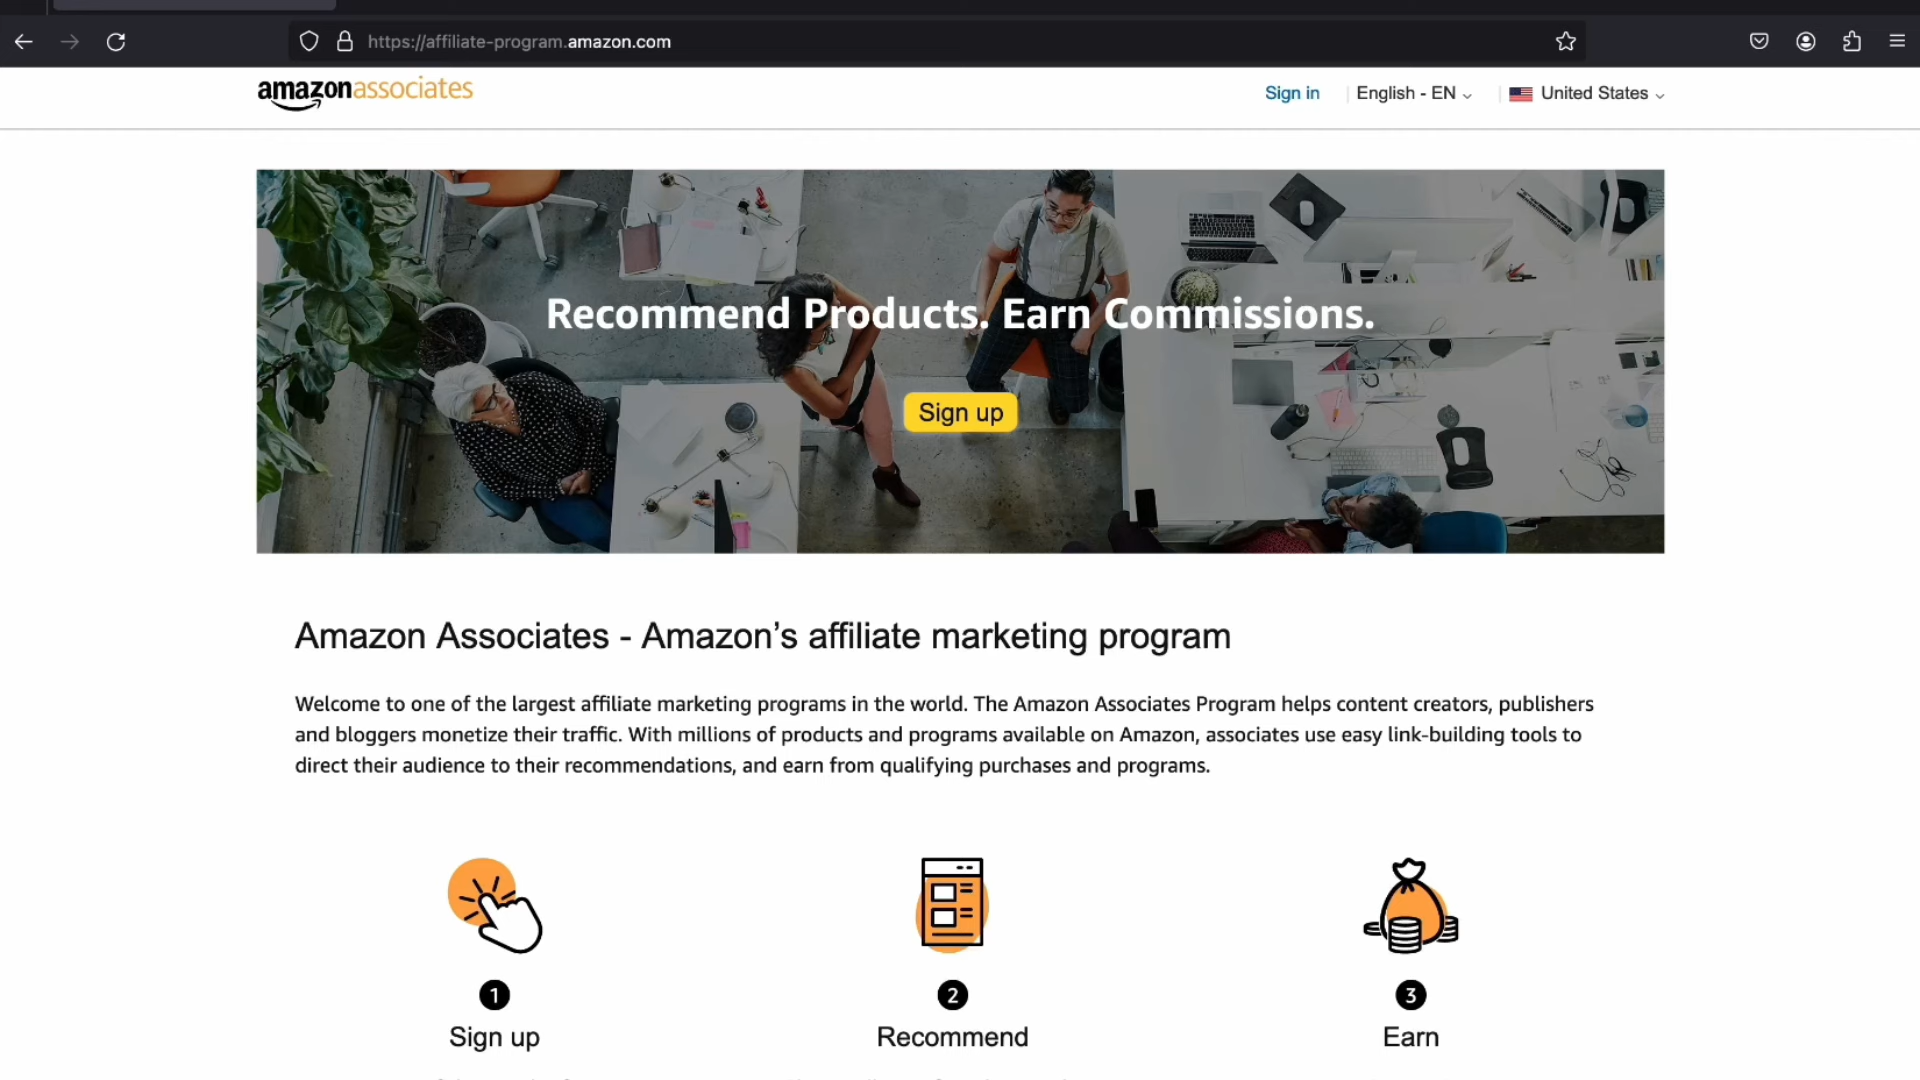 https://affiliate-program.amazon.com
amazonassociates
Sign in
English - EN
United States
Recommend Products. Earn Commissions.
Sign up
Amazon Associates - Amazon’s affiliate marketing program
Welcome to one of the largest affiliate marketing programs in the world. The Amazon Associates Program helps content creators, publishers
and bloggers monetize their traffic. With millions of products and programs available on Amazon, associates use easy link-building tools to
direct their audience to their recommendations, and earn from qualifying purchases and programs.
1
2
3
Sign up
Recommend
Earn